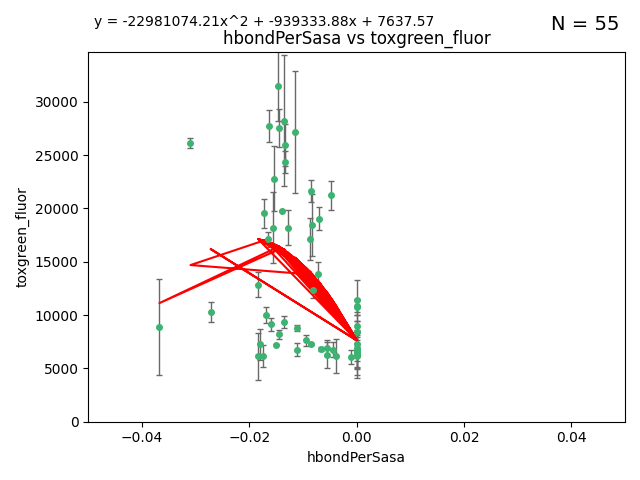 y = -22981074.21x^2 + -939333.88x + 7637.57
N = 55
hbondPerSasa vs toxgreen_fluor
toxgreen_fluor
30000
25000
20000
15000
10000
5000
0
−0.04
−0.02
0.00
0.02
0.04
hbondPerSasa